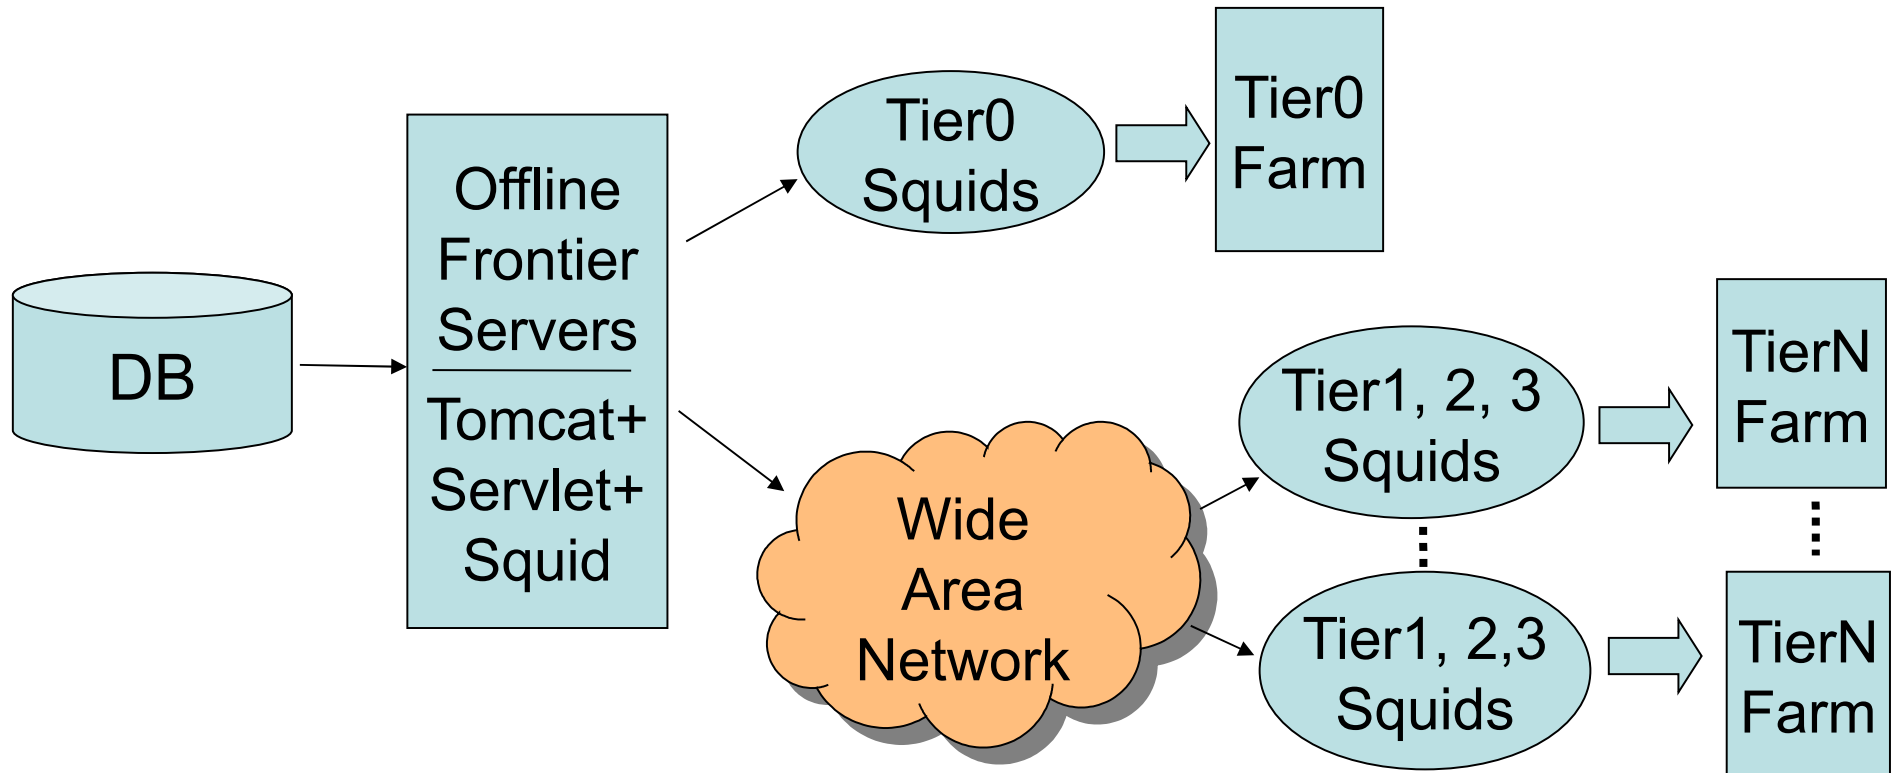 DB
Offline
Frontier
Servers
Tomcat+
Servlet+
Squid
Tier0
Squids
Tier0
Farm
Wide
Area
Network
Tier1, 2, 3
Squids
TierN
Farm
Tier1, 2,3
Squids
TierN
Farm